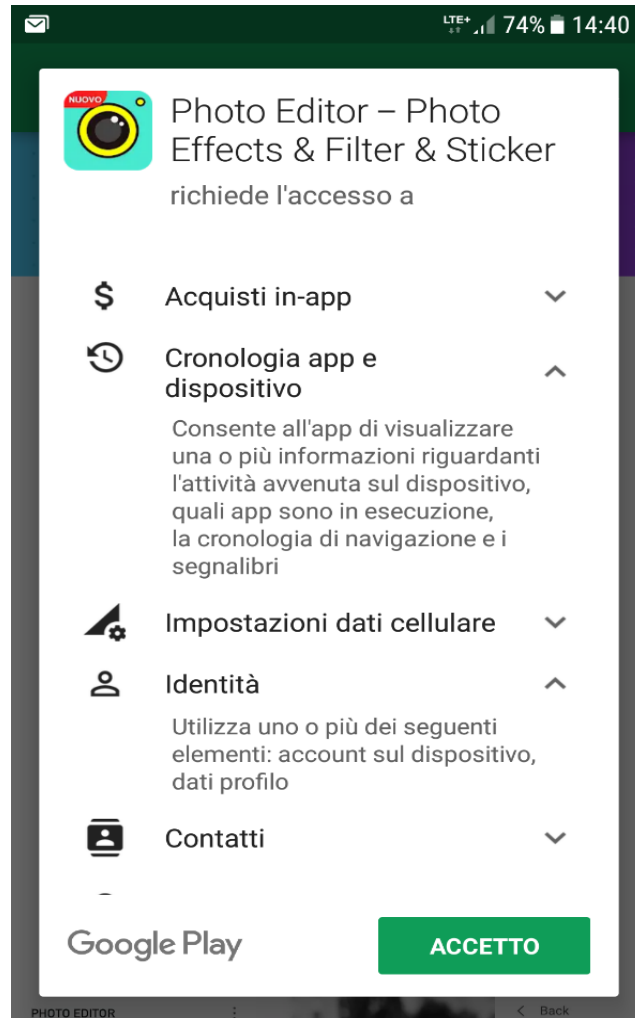 LTE+ 74% 14:40
NUOVO
Photo Editor – Photo
Effects & Filter & Sticker
richiede l'accesso a
$ Acquisti in-app
Cronologia app e
dispositivo
Consente all'app di visualizzare
una o più informazioni riguardanti
l'attività avvenuta sul dispositivo,
quali app sono in esecuzione,
la cronologia di navigazione e i
segnalibri
Impostazioni dati cellulare
Identità
Utilizza uno o più dei seguenti
elementi: account sul dispositivo,
dati profilo
Contatti
Google Play
ACCETTO
PHOTO EDITOR
Back